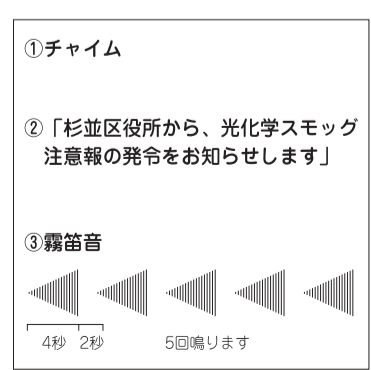 ①チャイム
②「杉並区役所から、光化学スモッグ
注意報の発令をお知らせします」
③霧笛音
4秒 2秒 5回鳴ります